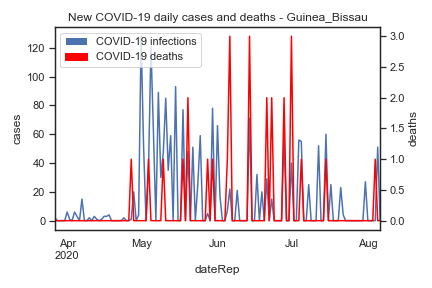 New COVID-19 daily cases and deaths - Guinea_Bissau
COVID-19 infections
COVID-19 deaths
120
100
80
60
40
20
0
cases
3.0
2.5
2.0
1.5
1.0
0.5
0.0
deaths
Apr May Jun Jul Aug
2020
dateRep